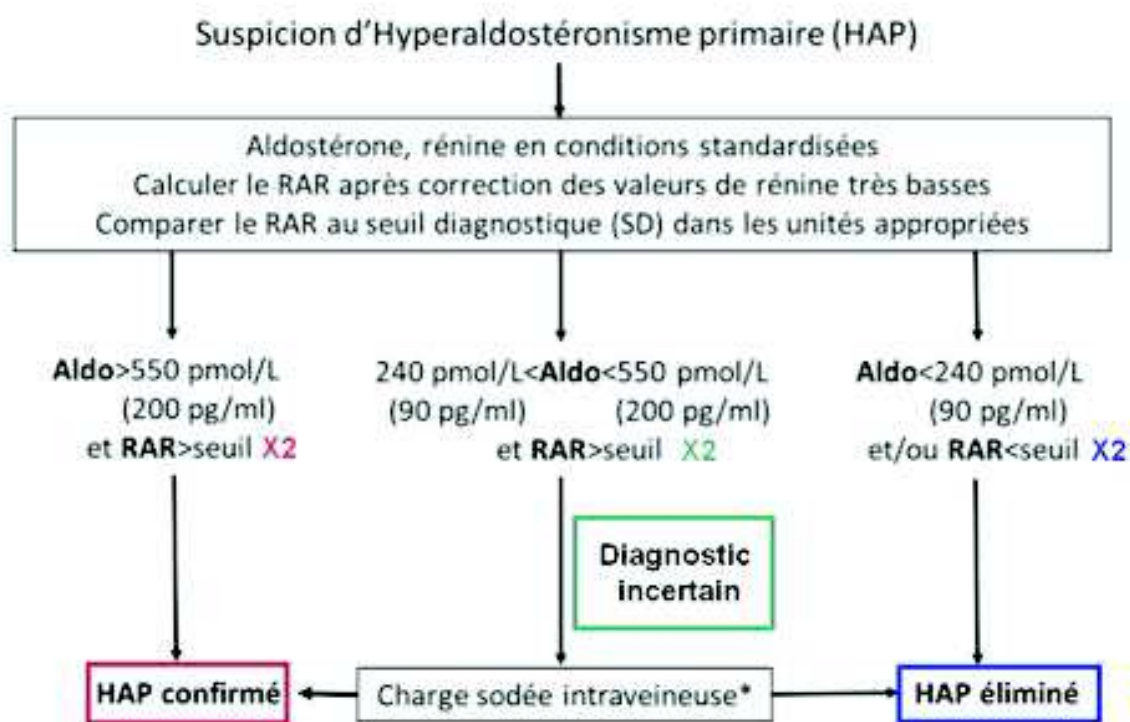 Suspicion d'Hyperaldostéronisme primaire (HAP)
Aldostérone, rénine en conditions standardisées
Calculer le RAR après correction des valeurs de rénine très basses
Comparer le RAR au seuil diagnostique (SD) dans les unités appropriées
Aldo>550 pmol/L
(200 pg/ml)
et RAR>seuil X2
240 pmol/L<Aldo<550 pmol/L
(90 pg/ml) (200 pg/ml)
et RAR>seuil X2
Aldo<240 pmol/L
(90 pg/ml)
et/ou RAR<seuil X2
Diagnostic
incertain
HAP confirmé
Charge sodée intraveineuse*
HAP éliminé